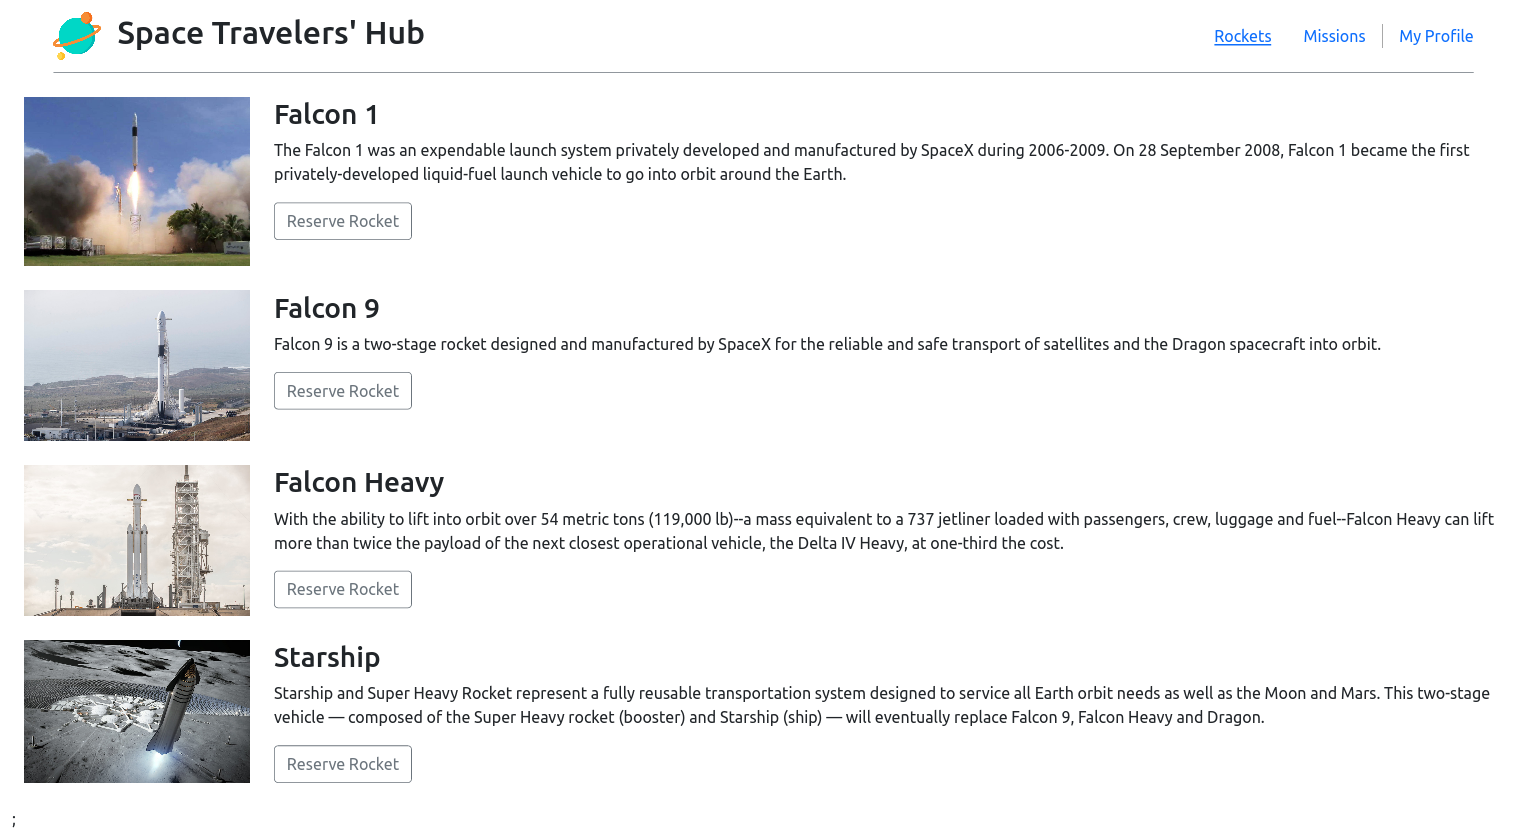 Space Travelers' Hub
Rockets
Missions
My Profile
Falcon 1
The Falcon 1 was an expendable launch system privately developed and manufactured by SpaceX during 2006-2009. On 28 September 2008, Falcon 1 became the first
privately-developed liquid-fuel launch vehicle to go into orbit around the Earth.
Reserve Rocket
Falcon 9
Falcon 9 is a two-stage rocket designed and manufactured by SpaceX for the reliable and safe transport of satellites and the Dragon spacecraft into orbit.
Reserve Rocket
Falcon Heavy
With the ability to lift into orbit over 54 metric tons (119,000 lb)--a mass equivalent to a 737 jetliner loaded with passengers, crew, luggage and fuel--Falcon Heavy can lift
more than twice the payload of the next closest operational vehicle, the Delta IV Heavy, at one-third the cost.
Reserve Rocket
Starship
Starship and Super Heavy Rocket represent a fully reusable transportation system designed to service all Earth orbit needs as well as the Moon and Mars. This two-stage
vehicle — composed of the Super Heavy rocket (booster) and Starship (ship) — will eventually replace Falcon 9, Falcon Heavy and Dragon.
Reserve Rocket
;